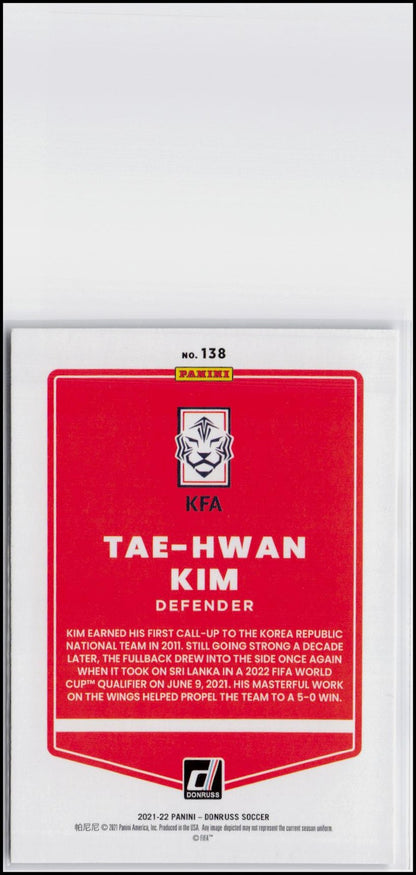 NO. 138
PANINI
KFA
TAE-HWAN
KIM
DEFENDER
KIM EARNED HIS FIRST CALL-UP TO THE KOREA REPUBLIC
NATIONAL TEAM IN 2011. STILL GOING STRONG A DECADE
LATER, THE FULLBACK DREW INTO THE SIDE ONCE AGAIN
WHEN IT TOOK ON SRI LANKA IN A 2022 FIFA WORLD
CUP™ QUALIFIER ON JUNE 9, 2021. HIS MASTERFUL WORK
ON THE WINGS HELPED PROPEL THE TEAM TO A 5-0 WIN.
DONRUSS
2021-22 PANINI – DONRUSS SOCCER
帕尼尼 © 2021 Panini America, Inc. Produced in the USA. Any image depicted may not represent the current season uniform.
© FIFA™